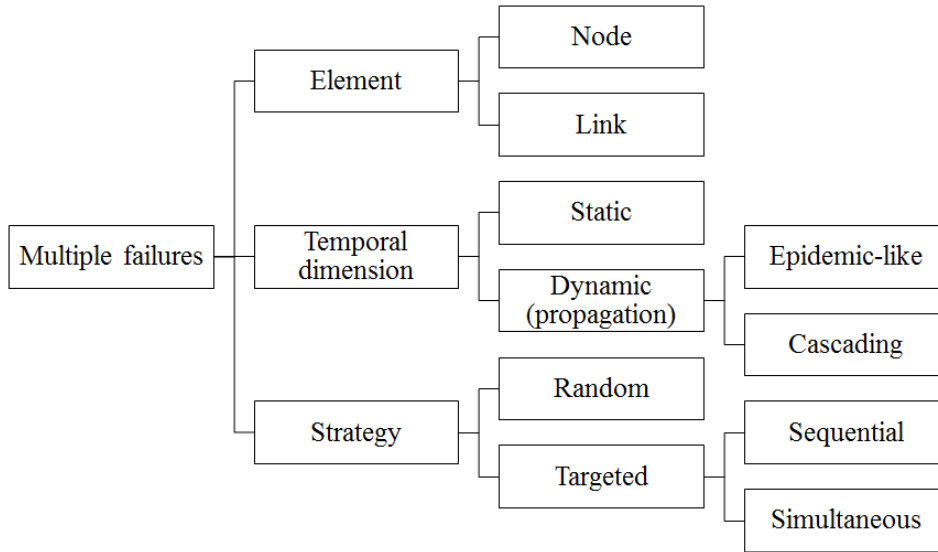 Multiple failures
Element
Node
Link
Temporal
dimension
Static
Dynamic
(propagation)
Epidemic-like
Cascading
Strategy
Random
Targeted
Sequential
Simultaneous